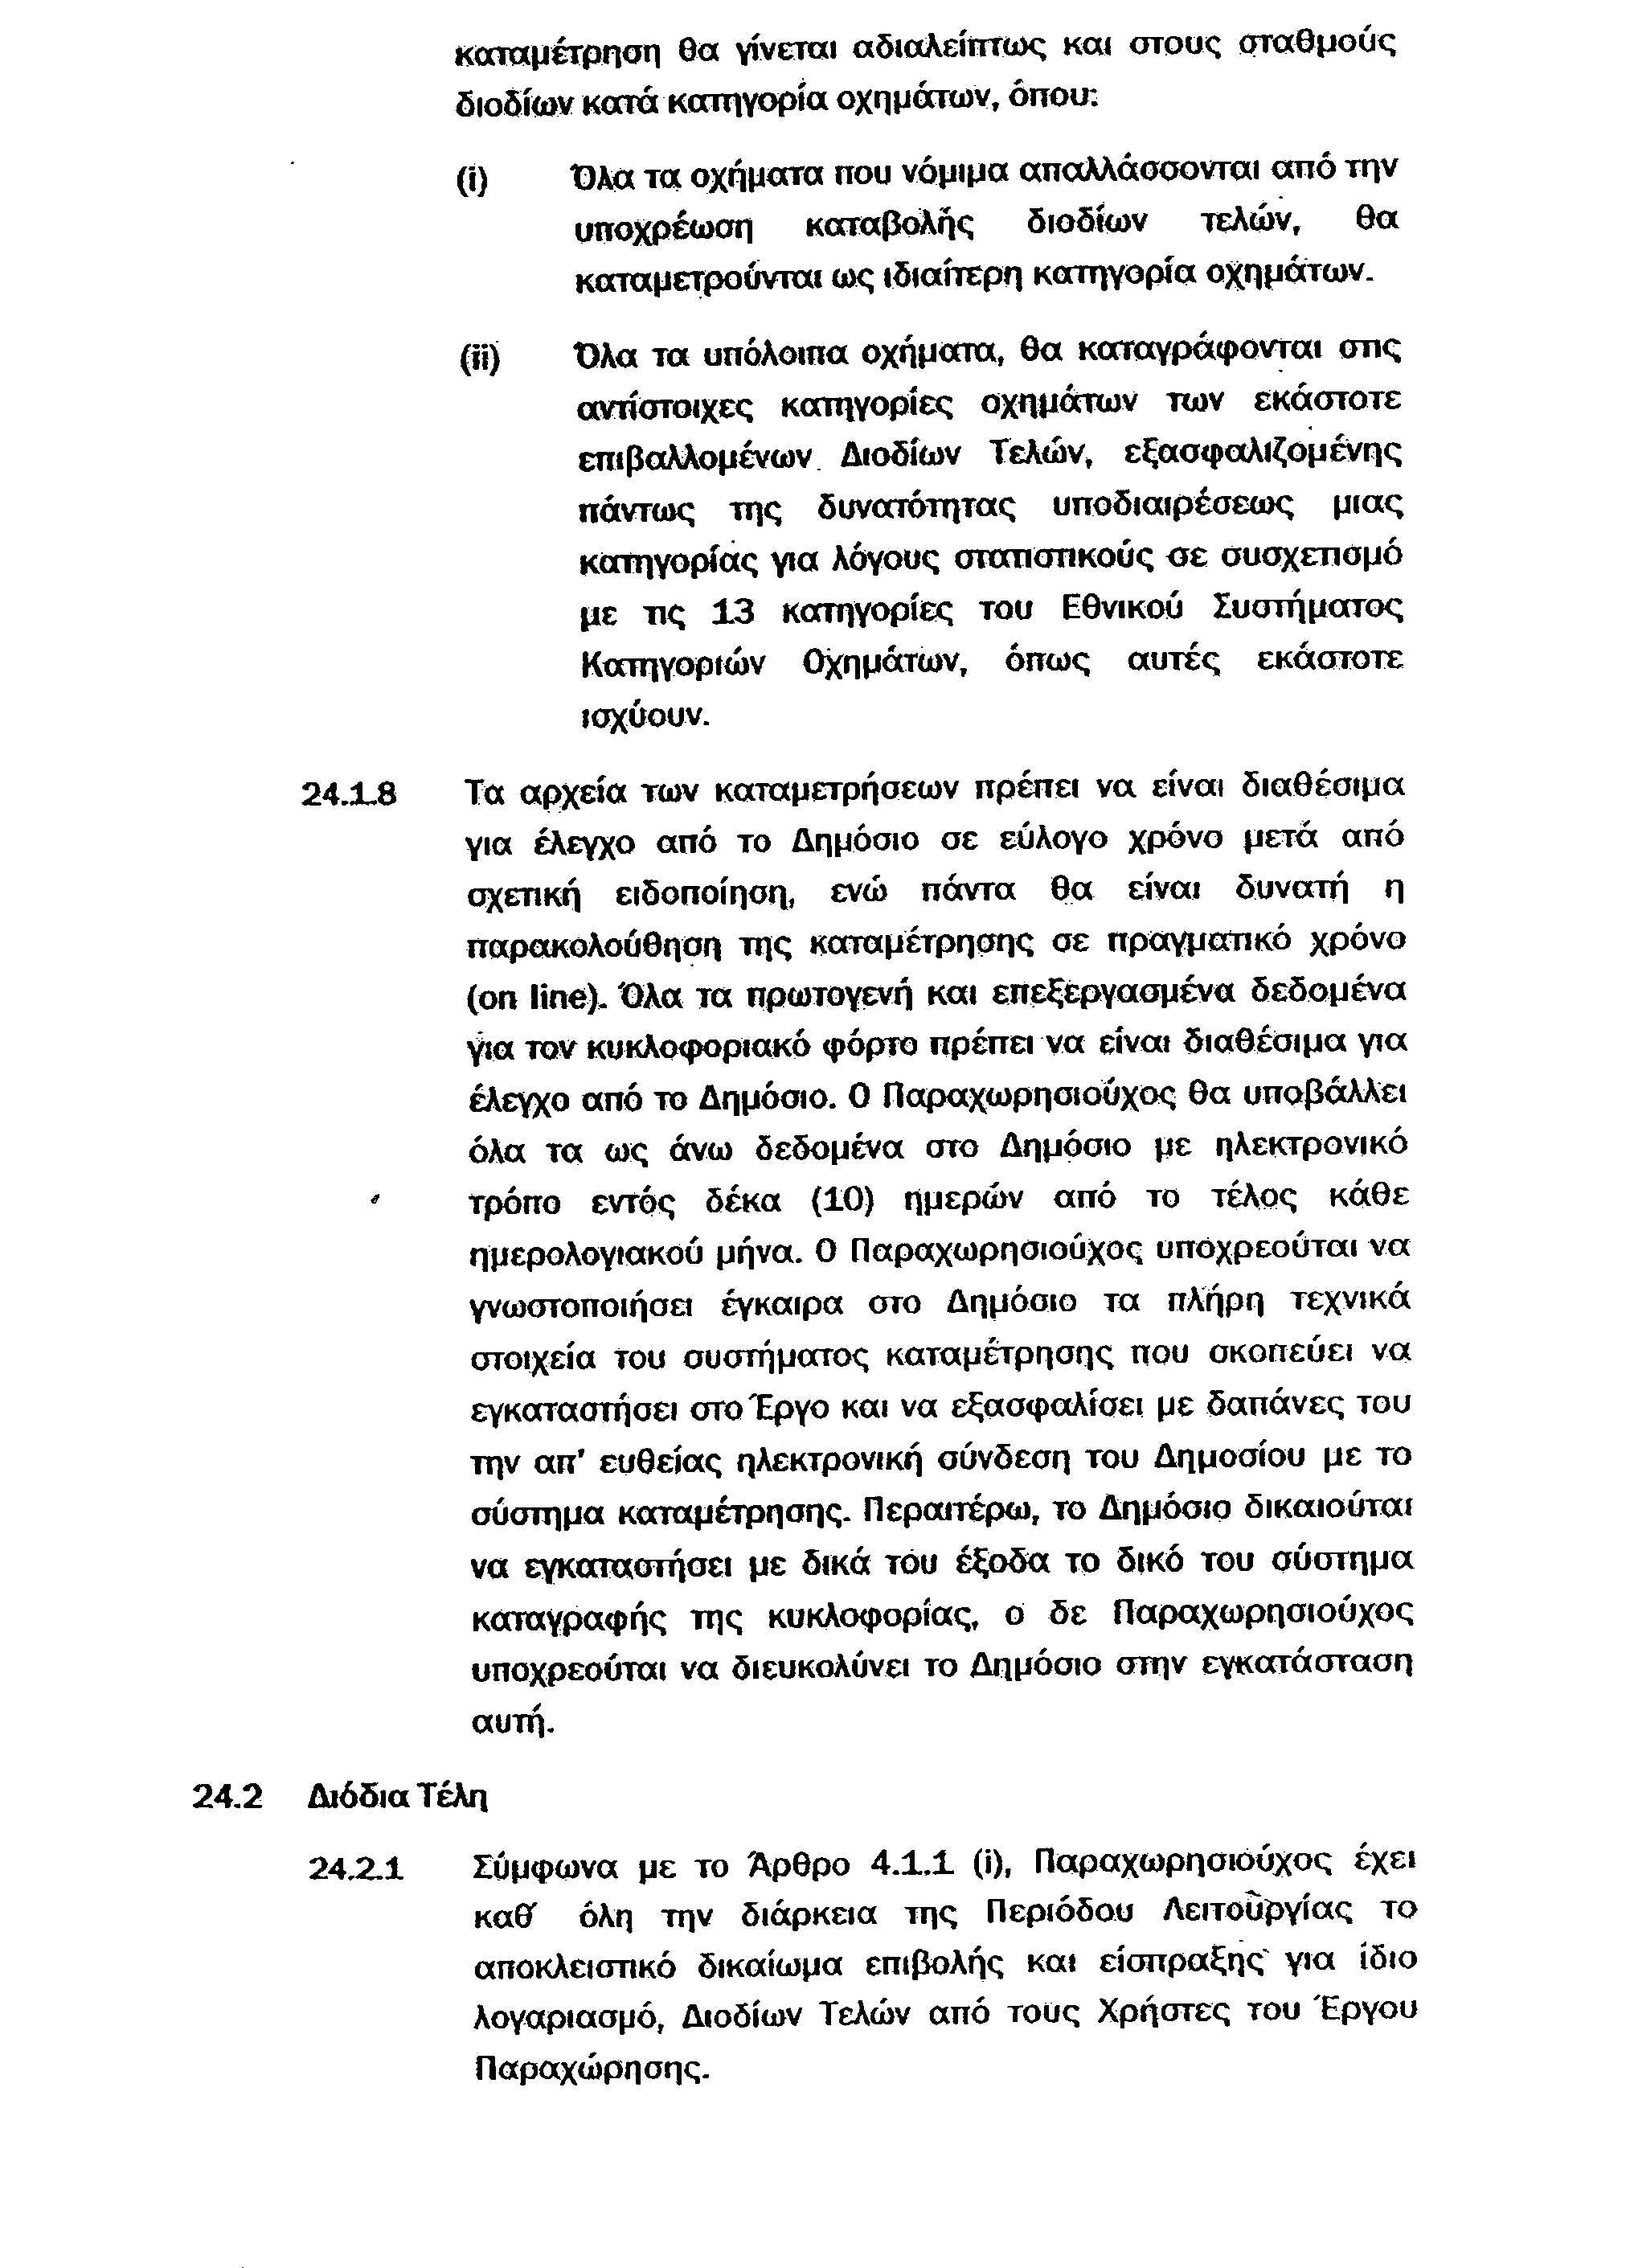 καταμέτρηση θα γίνεται αδιαλείπτως και στους σταθμούς
διοδίων κατά κατηγορία οχημάτων, όπου:
(i) Όλα τα οχήματα που νόμιμα απαλλάσσονται από την
υποχρέωση καταβολής διοδίων τελών, θα
καταμετρούνται ως ιδιαίτερη κατηγορία οχημάτων.
(ii) Όλα τα υπόλοιπα οχήματα, θα καταγράφονται στις
αντίστοιχες κατηγορίες οχημάτων των εκάστοτε
επιβαλλομένων Διοδίων Τελών, εξασφαλιζομένης
πάντως της δυνατότητας υποδιαιρέσεως μιας
κατηγορίας για λόγους στατιστικούς σε συσχετισμό
με τις 13 κατηγορίες του Εθνικού Συστήματος
Κατηγοριών Οχημάτων, όπως αυτές εκάστοτε
ισχύουν.
24.1.8 Τα αρχεία των καταμετρήσεων πρέπει να είναι διαθέσιμα
για έλεγχο από το Δημόσιο σε εύλογο χρόνο μετά από
σχετική ειδοποίηση, ενώ πάντα θα είναι δυνατή η
παρακολούθηση της καταμέτρησης σε πραγματικό χρόνο
(on line). Όλα τα πρωτογενή και επεξεργασμένα δεδομένα
για τον κυκλοφοριακό φόρτο πρέπει να είναι διαθέσιμα για
έλεγχο από το Δημόσιο. Ο Παραχωρησιούχος θα υποβάλλει
όλα τα ως άνω δεδομένα στο Δημόσιο με ηλεκτρονικό
τρόπο εντός δέκα (10) ημερών από το τέλος κάθε
ημερολογιακού μήνα. Ο Παραχωρησιούχος υποχρεούται να
γνωστοποιήσει έγκαιρα στο Δημόσιο τα πλήρη τεχνικά
στοιχεία του συστήματος καταμέτρησης που σκοπεύει να
εγκαταστήσει στο Έργο και να εξασφαλίσει με δαπάνες του
την απ' ευθείας ηλεκτρονική σύνδεση του Δημοσίου με το
σύστημα καταμέτρησης. Περαιτέρω, το Δημόσιο δικαιούται
να εγκαταστήσει με δικά του έξοδα το δικό του σύστημα
καταγραφής της κυκλοφορίας, ο δε Παραχωρησιούχος
υποχρεούται να διευκολύνει το Δημόσιο στην εγκατάσταση
αυτή.
24.2 Διόδια Τέλη
24.2.1 Σύμφωνα με το Άρθρο 4.1.1 (i), Παραχωρησιούχος έχει
καθ' όλη την διάρκεια της Περιόδου Λειτουργίας το
αποκλειστικό δικαίωμα επιβολής και είσπραξης για ίδιο
λογαριασμό, Διοδίων Τελών από τους Χρήστες του Έργου
Παραχώρησης.